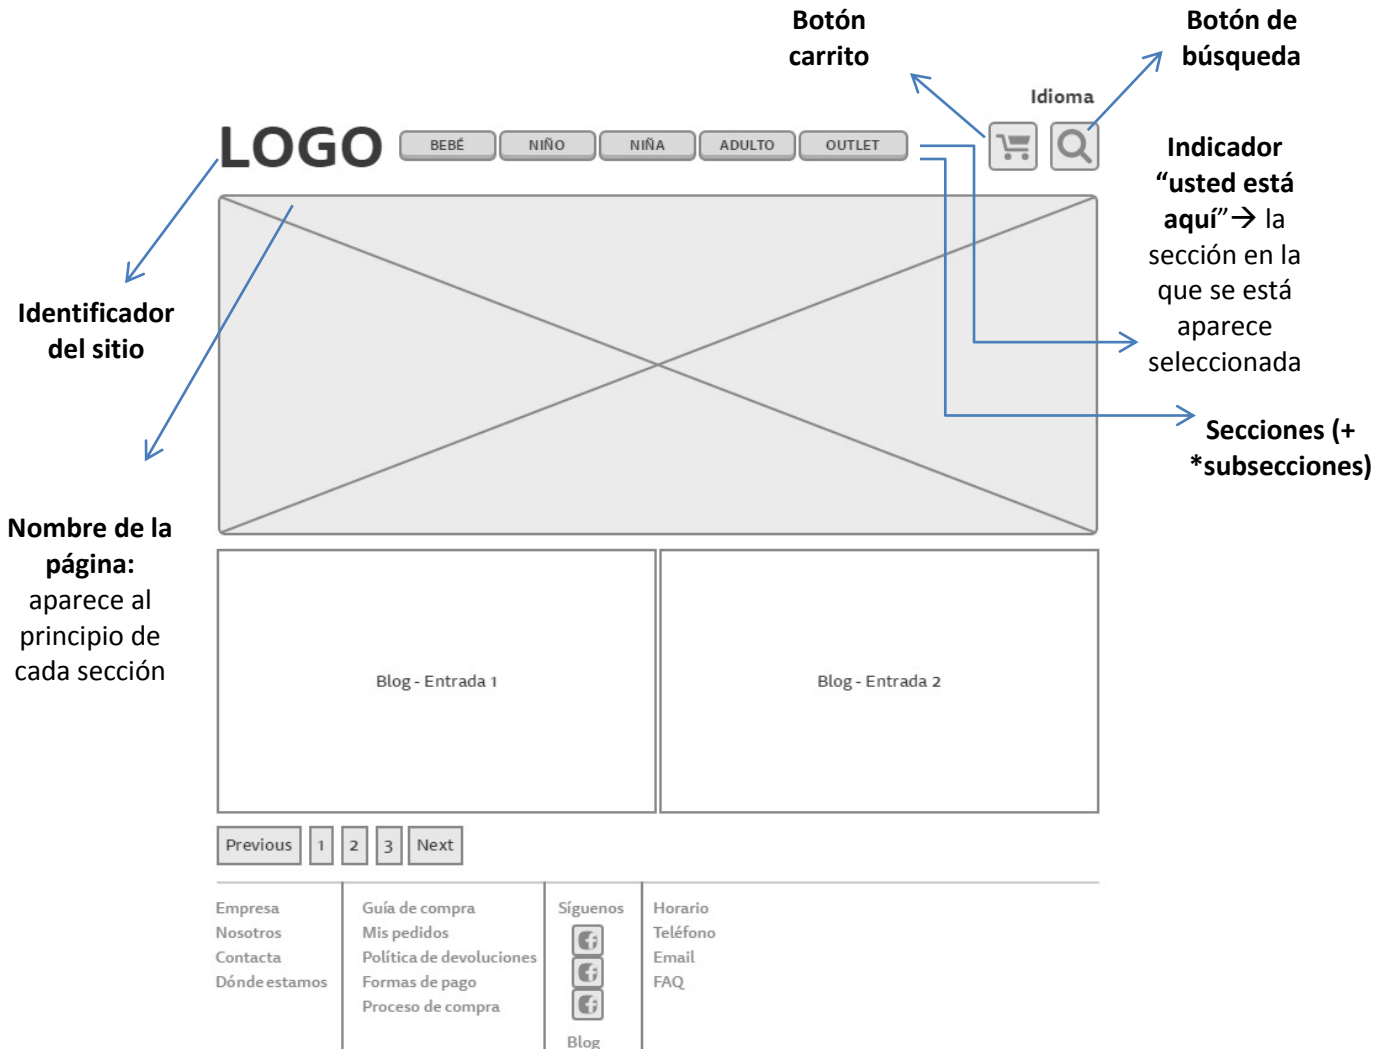 Botón
carrito
Botón de
búsqueda
Idioma
LOGO
BEBÉ
NIÑO
NIÑA
ADULTO
OUTLET
Indicador
“usted está
aquí”→ la
sección en la
que se está
aparece
seleccionada
Identificador
del sitio
Secciones (+
*subsecciones)
Nombre de la
página:
aparece al
principio de
cada sección
Blog - Entrada 1
Blog - Entrada 2
Previous 1 2 3 Next
Empresa
Nosotros
Contacta
Dónde estamos
Guía de compra
Mis pedidos
Política de devoluciones
Formas de pago
Proceso de compra
Síguenos
Blog
Horario
Teléfono
Email
FAQ